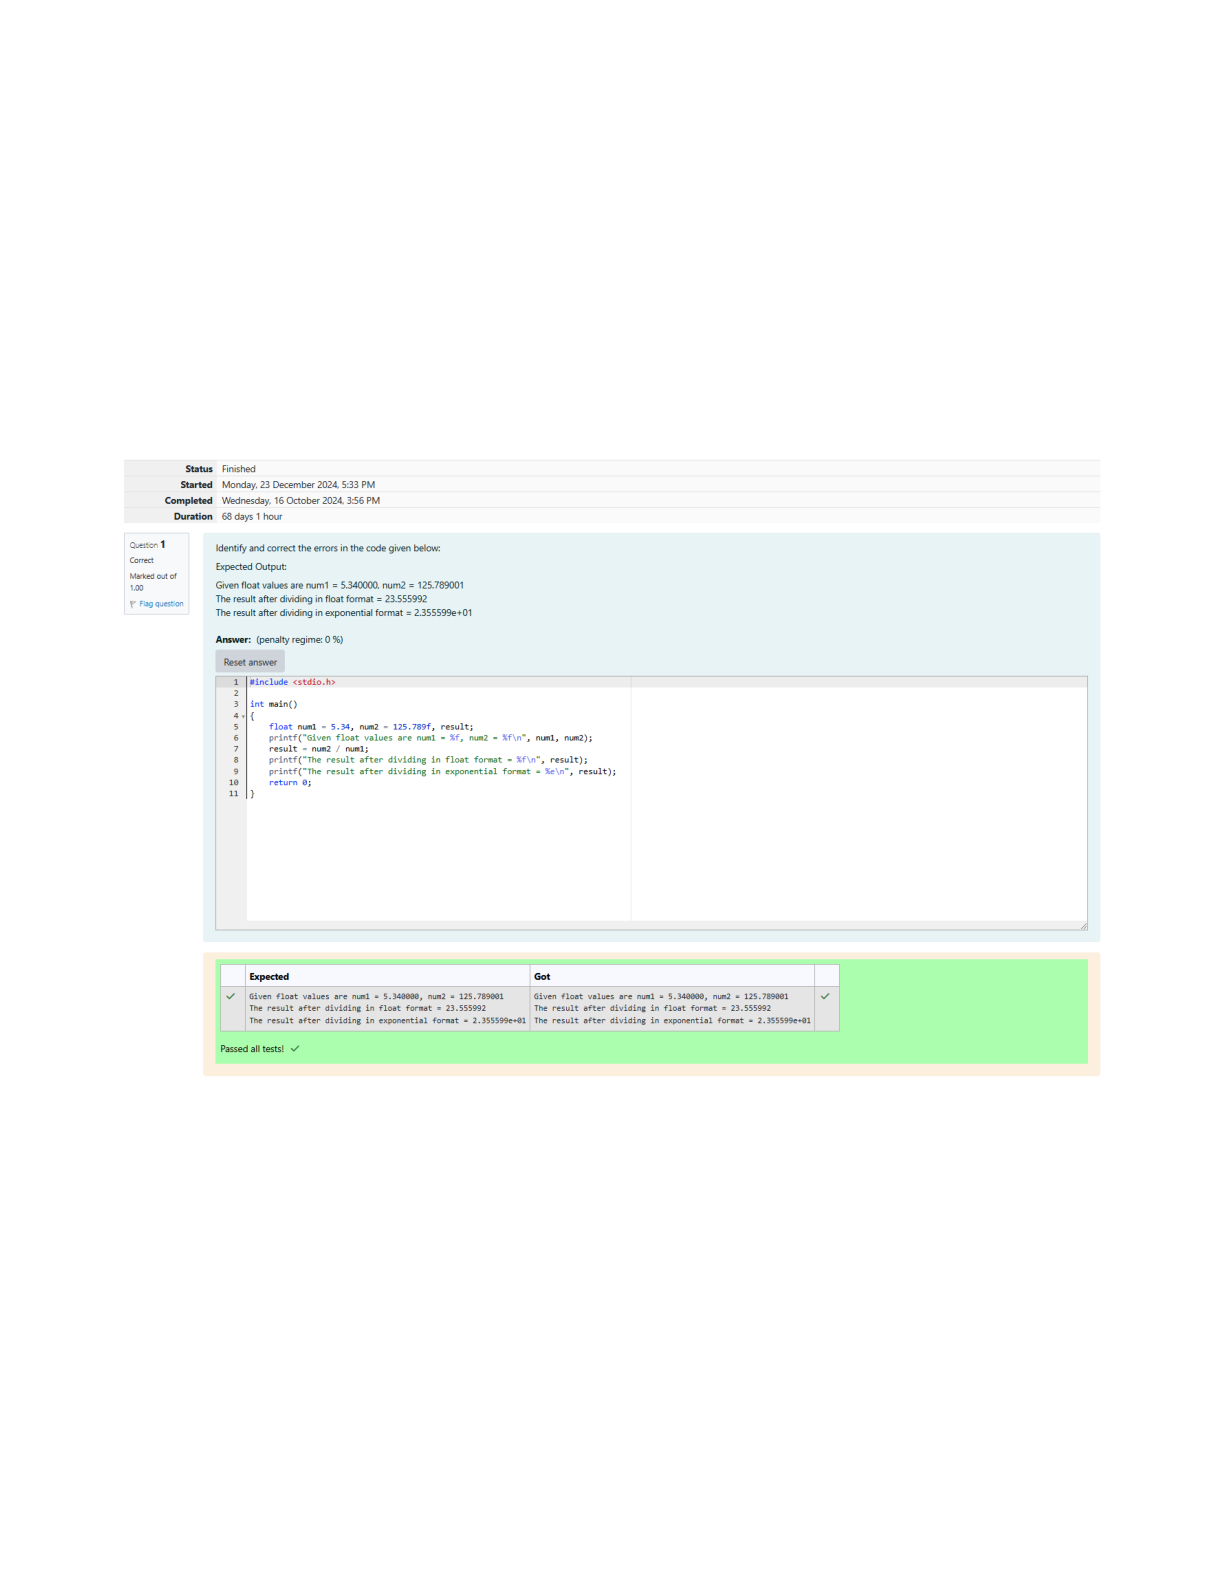 Status Finished
Started Monday, 23 December 2024, 5:33 PM
Completed Wednesday, 16 October 2024, 3:56 PM
Duration 68 days 1 hour
Question 1
Correct
Marked out of
1.00
Flag question
Identify and correct the errors in the code given below:
Expected Output:
Given float values are num1 = 5.340000, num2 = 125.789001
The result after dividing in float format = 23.555992
The result after dividing in exponential format = 2.355599e+01
Answer: (penalty regime: 0 %)
Reset answer
1 #include <stdio.h>
2
3 int main()
4 {
5 float num1 = 5.34, num2 = 125.789f, result;
6 printf("Given float values are num1 = %f, num2 = %f\n", num1, num2);
7 result = num2 / num1;
8 printf("The result after dividing in float format = %f\n", result);
9 printf("The result after dividing in exponential format = %e\n", result);
10 return 0;
11 }
Expected Got
Given float values are num1 = 5.340000, num2 = 125.789001 Given float values are num1 = 5.340000, num2 = 125.789001
The result after dividing in float format = 23.555992 The result after dividing in float format = 23.555992
The result after dividing in exponential format = 2.355599e+01 The result after dividing in exponential format = 2.355599e+01
Passed all tests!